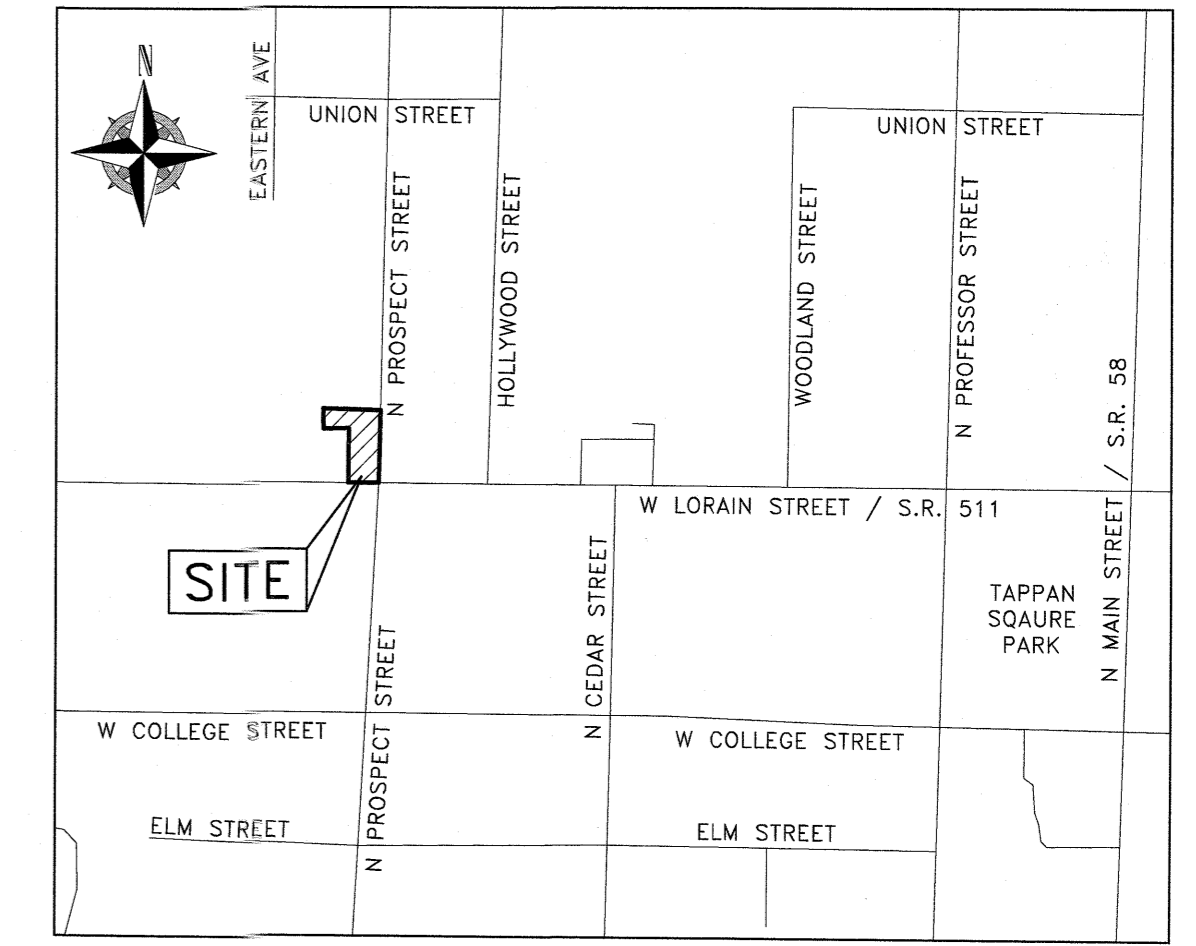 N
EASTERN AVE
UNION STREET
UNION STREET
N PROSPECT STREET
HOLLYWOOD STREET
WOODLAND STREET
N PROFESSOR STREET
N MAIN STREET / S.R. 58
W LORAIN STREET / S.R. 511
SITE
TAPPAN
SQAURE
PARK
N CEDAR STREET
N PROSPECT STREET
W COLLEGE STREET
W COLLEGE STREET
ELM STREET
ELM STREET